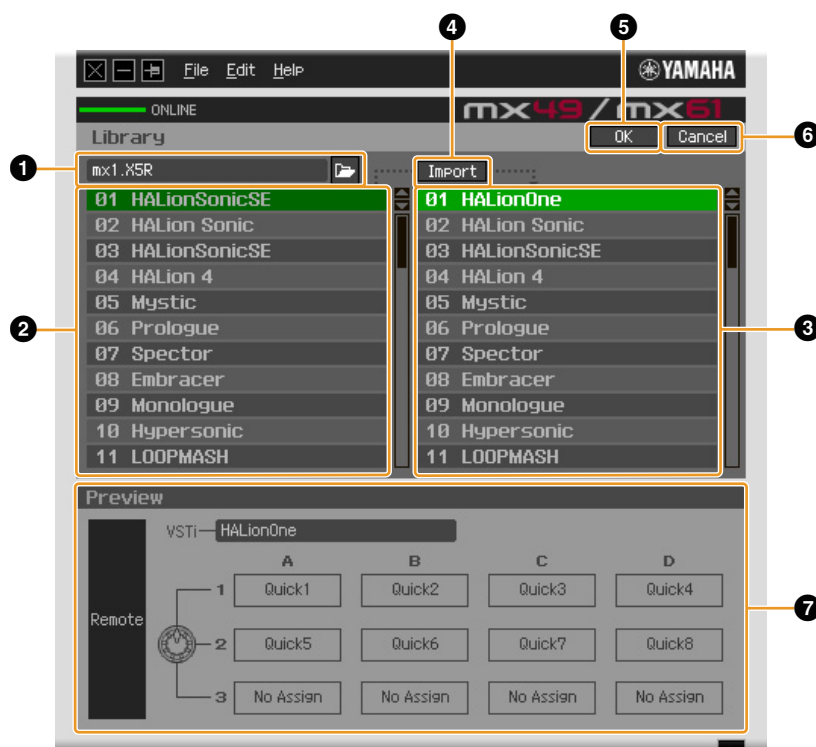 4 5
File Edit Help YAMAHA
ONLINE mx49/mx61
Library OK Cancel 6
1 mx1.X5R Import
01 HALionSonicSE 01 HALionOne
02 HALion Sonic 02 HALion Sonic
03 HALionSonicSE 03 HALionSonicSE
04 HALion 4 04 HALion 4
05 Mystic 05 Mystic
2 06 Prologue 06 Prologue 3
07 Spector 07 Spector
08 Embracer 08 Embracer
09 Monologue 09 Monologue
10 Hypersonic 10 Hypersonic
11 LOOPMASH 11 LOOPMASH
Preview
VSTi HALionOne
A B C D
1 Quick1 Quick2 Quick3 Quick4 7
Remote
2 Quick5 Quick6 Quick7 Quick8
3 No Assign No Assign No Assign No Assign